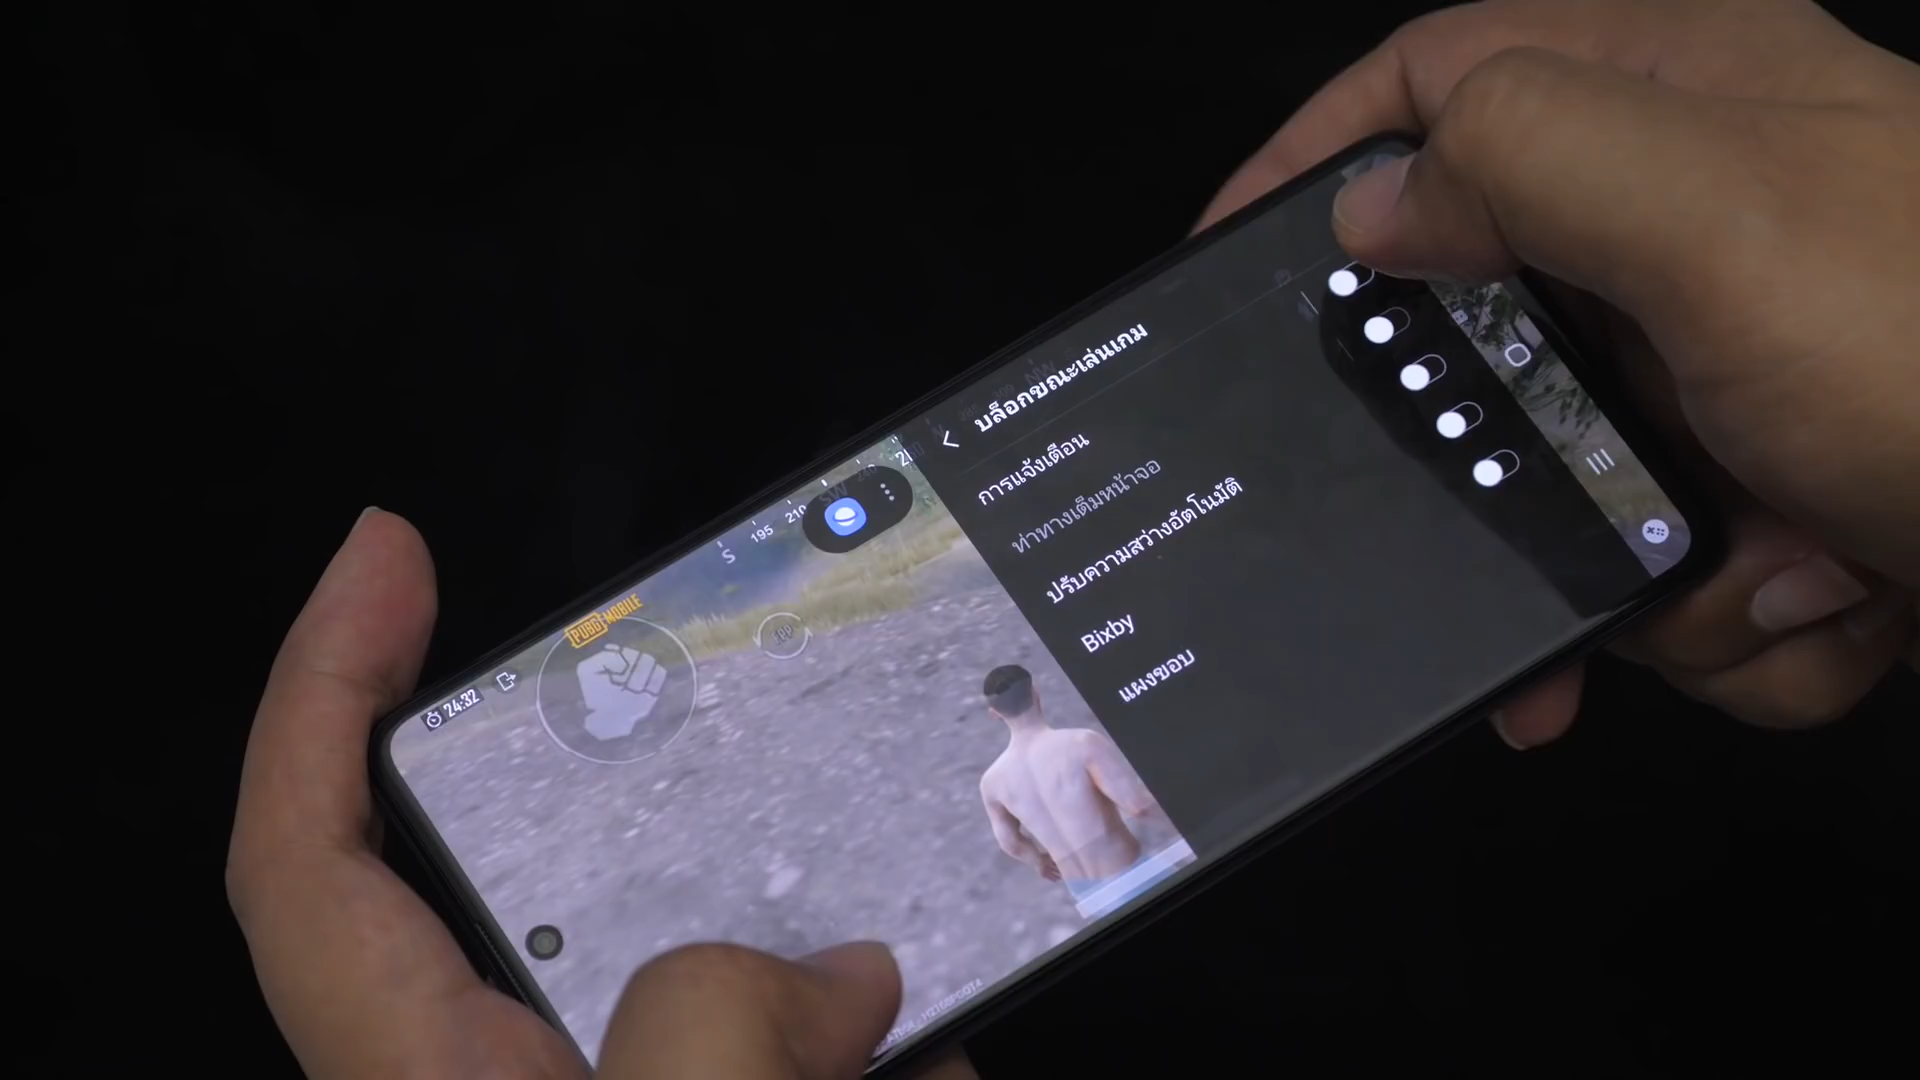 24:32
PUBG MOBILE
S
195
210
SW
FPP
บล็อกขณะเล่นเกม
การแจ้งเตือน
ท่าทางเต็มหน้าจอ
ปรับความสว่างอัตโนมัติ
Bixby
แผงขอบ